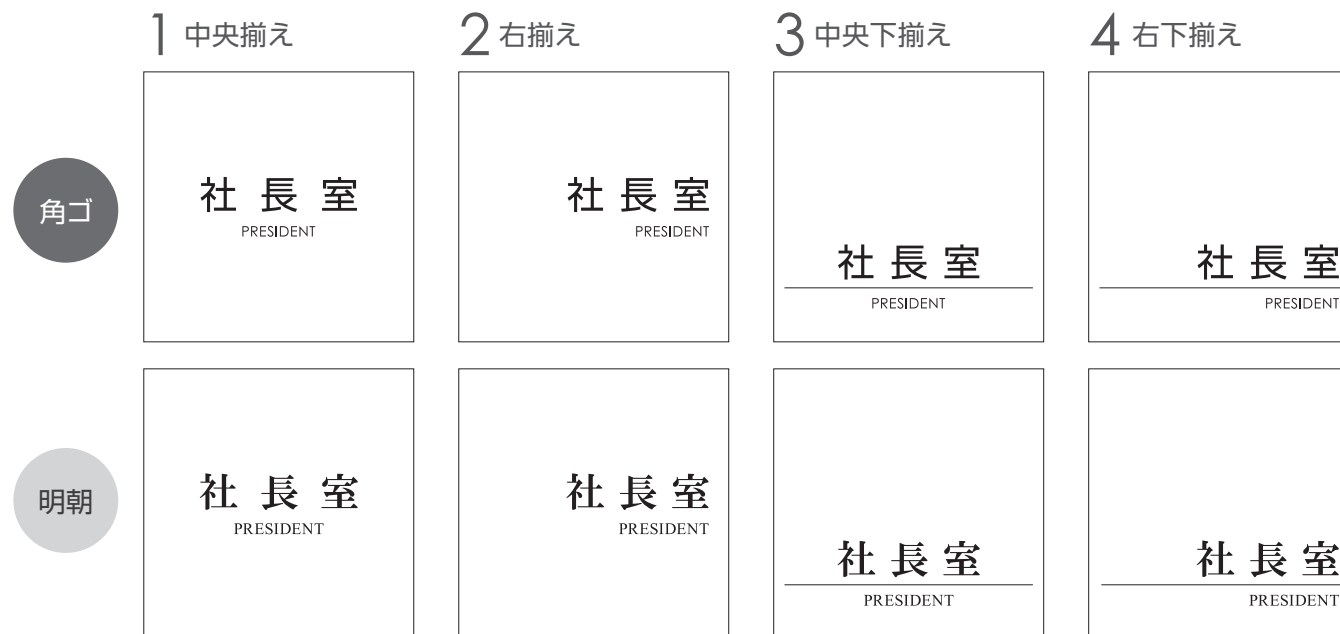 1 中央揃え
2 右揃え
3 中央下揃え
4 右下揃え
角ゴ
社長室
PRESIDENT
社長室
PRESIDENT
社長室
PRESIDENT
社長室
PRESIDENT
明朝
社長室
PRESIDENT
社長室
PRESIDENT
社長室
PRESIDENT
社長室
PRESIDENT